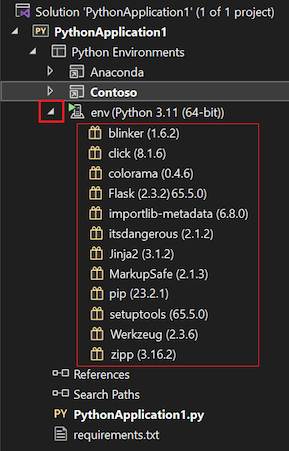 Solution 'PythonApplication1' (1 of 1 project)
PY PythonApplication1
Python Environments
Anaconda
Contoso
env (Python 3.11 (64-bit))
blinker (1.6.2)
click (8.1.6)
colorama (0.4.6)
Flask (2.3.2) 65.5.0)
importlib-metadata (6.8.0)
itsdangerous (2.1.2)
Jinja2 (3.1.2)
MarkupSafe (2.1.3)
pip (23.2.1)
setuptools (65.5.0)
Werkzeug (2.3.6)
zipp (3.16.2)
References
Search Paths
PY PythonApplication1.py
requirements.txt